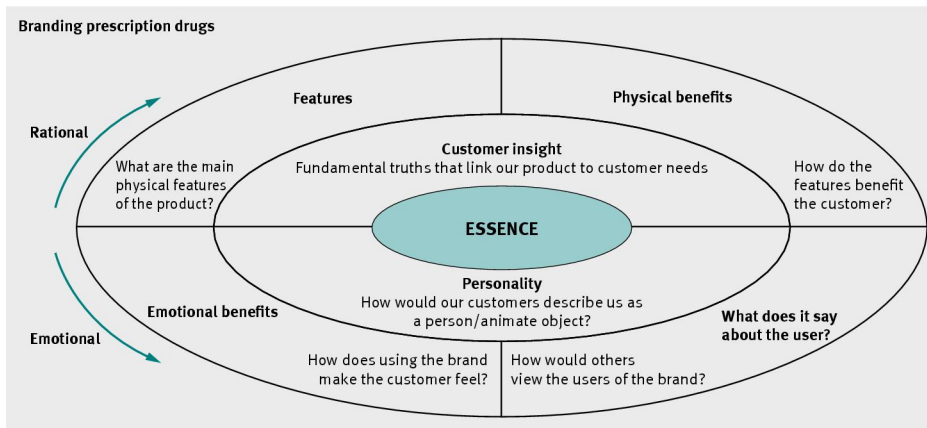 Branding prescription drugs
Features
Physical benefits
Rational
Customer insight
Fundamental truths that link our product to customer needs
What are the main
physical features
of the product?
How do the
features benefit
the customer?
ESSENCE
Personality
How would our customers describe us as
a person/animate object?
Emotional benefits
What does it say
about the user?
Emotional
How does using the brand
make the customer feel?
How would others
view the users of the brand?